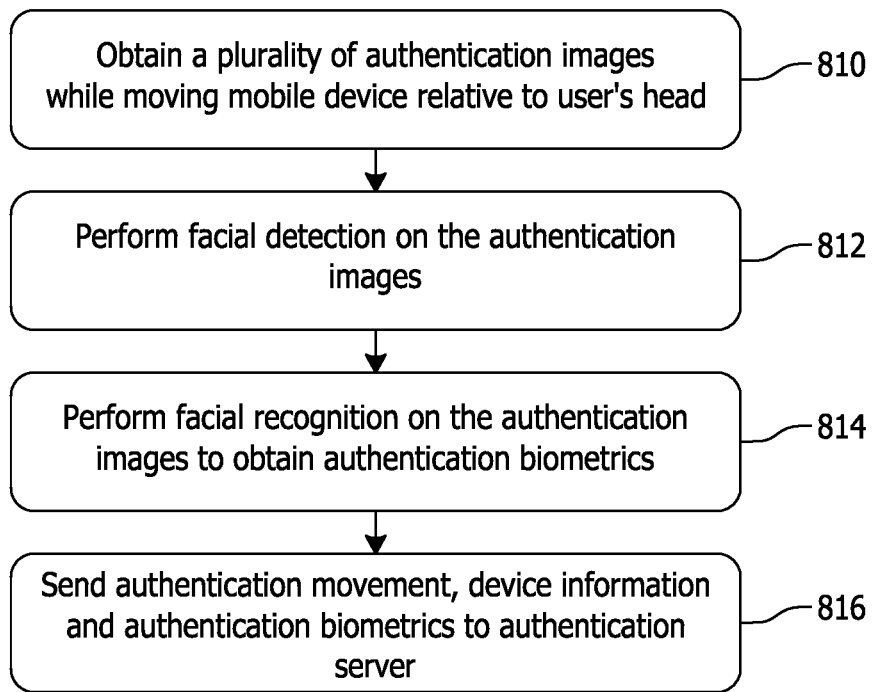 Obtain a plurality of authentication images
while moving mobile device relative to user's head
810
Perform facial detection on the authentication
images
812
Perform facial recognition on the authentication
images to obtain authentication biometrics
814
Send authentication movement, device information
and authentication biometrics to authentication
server
816